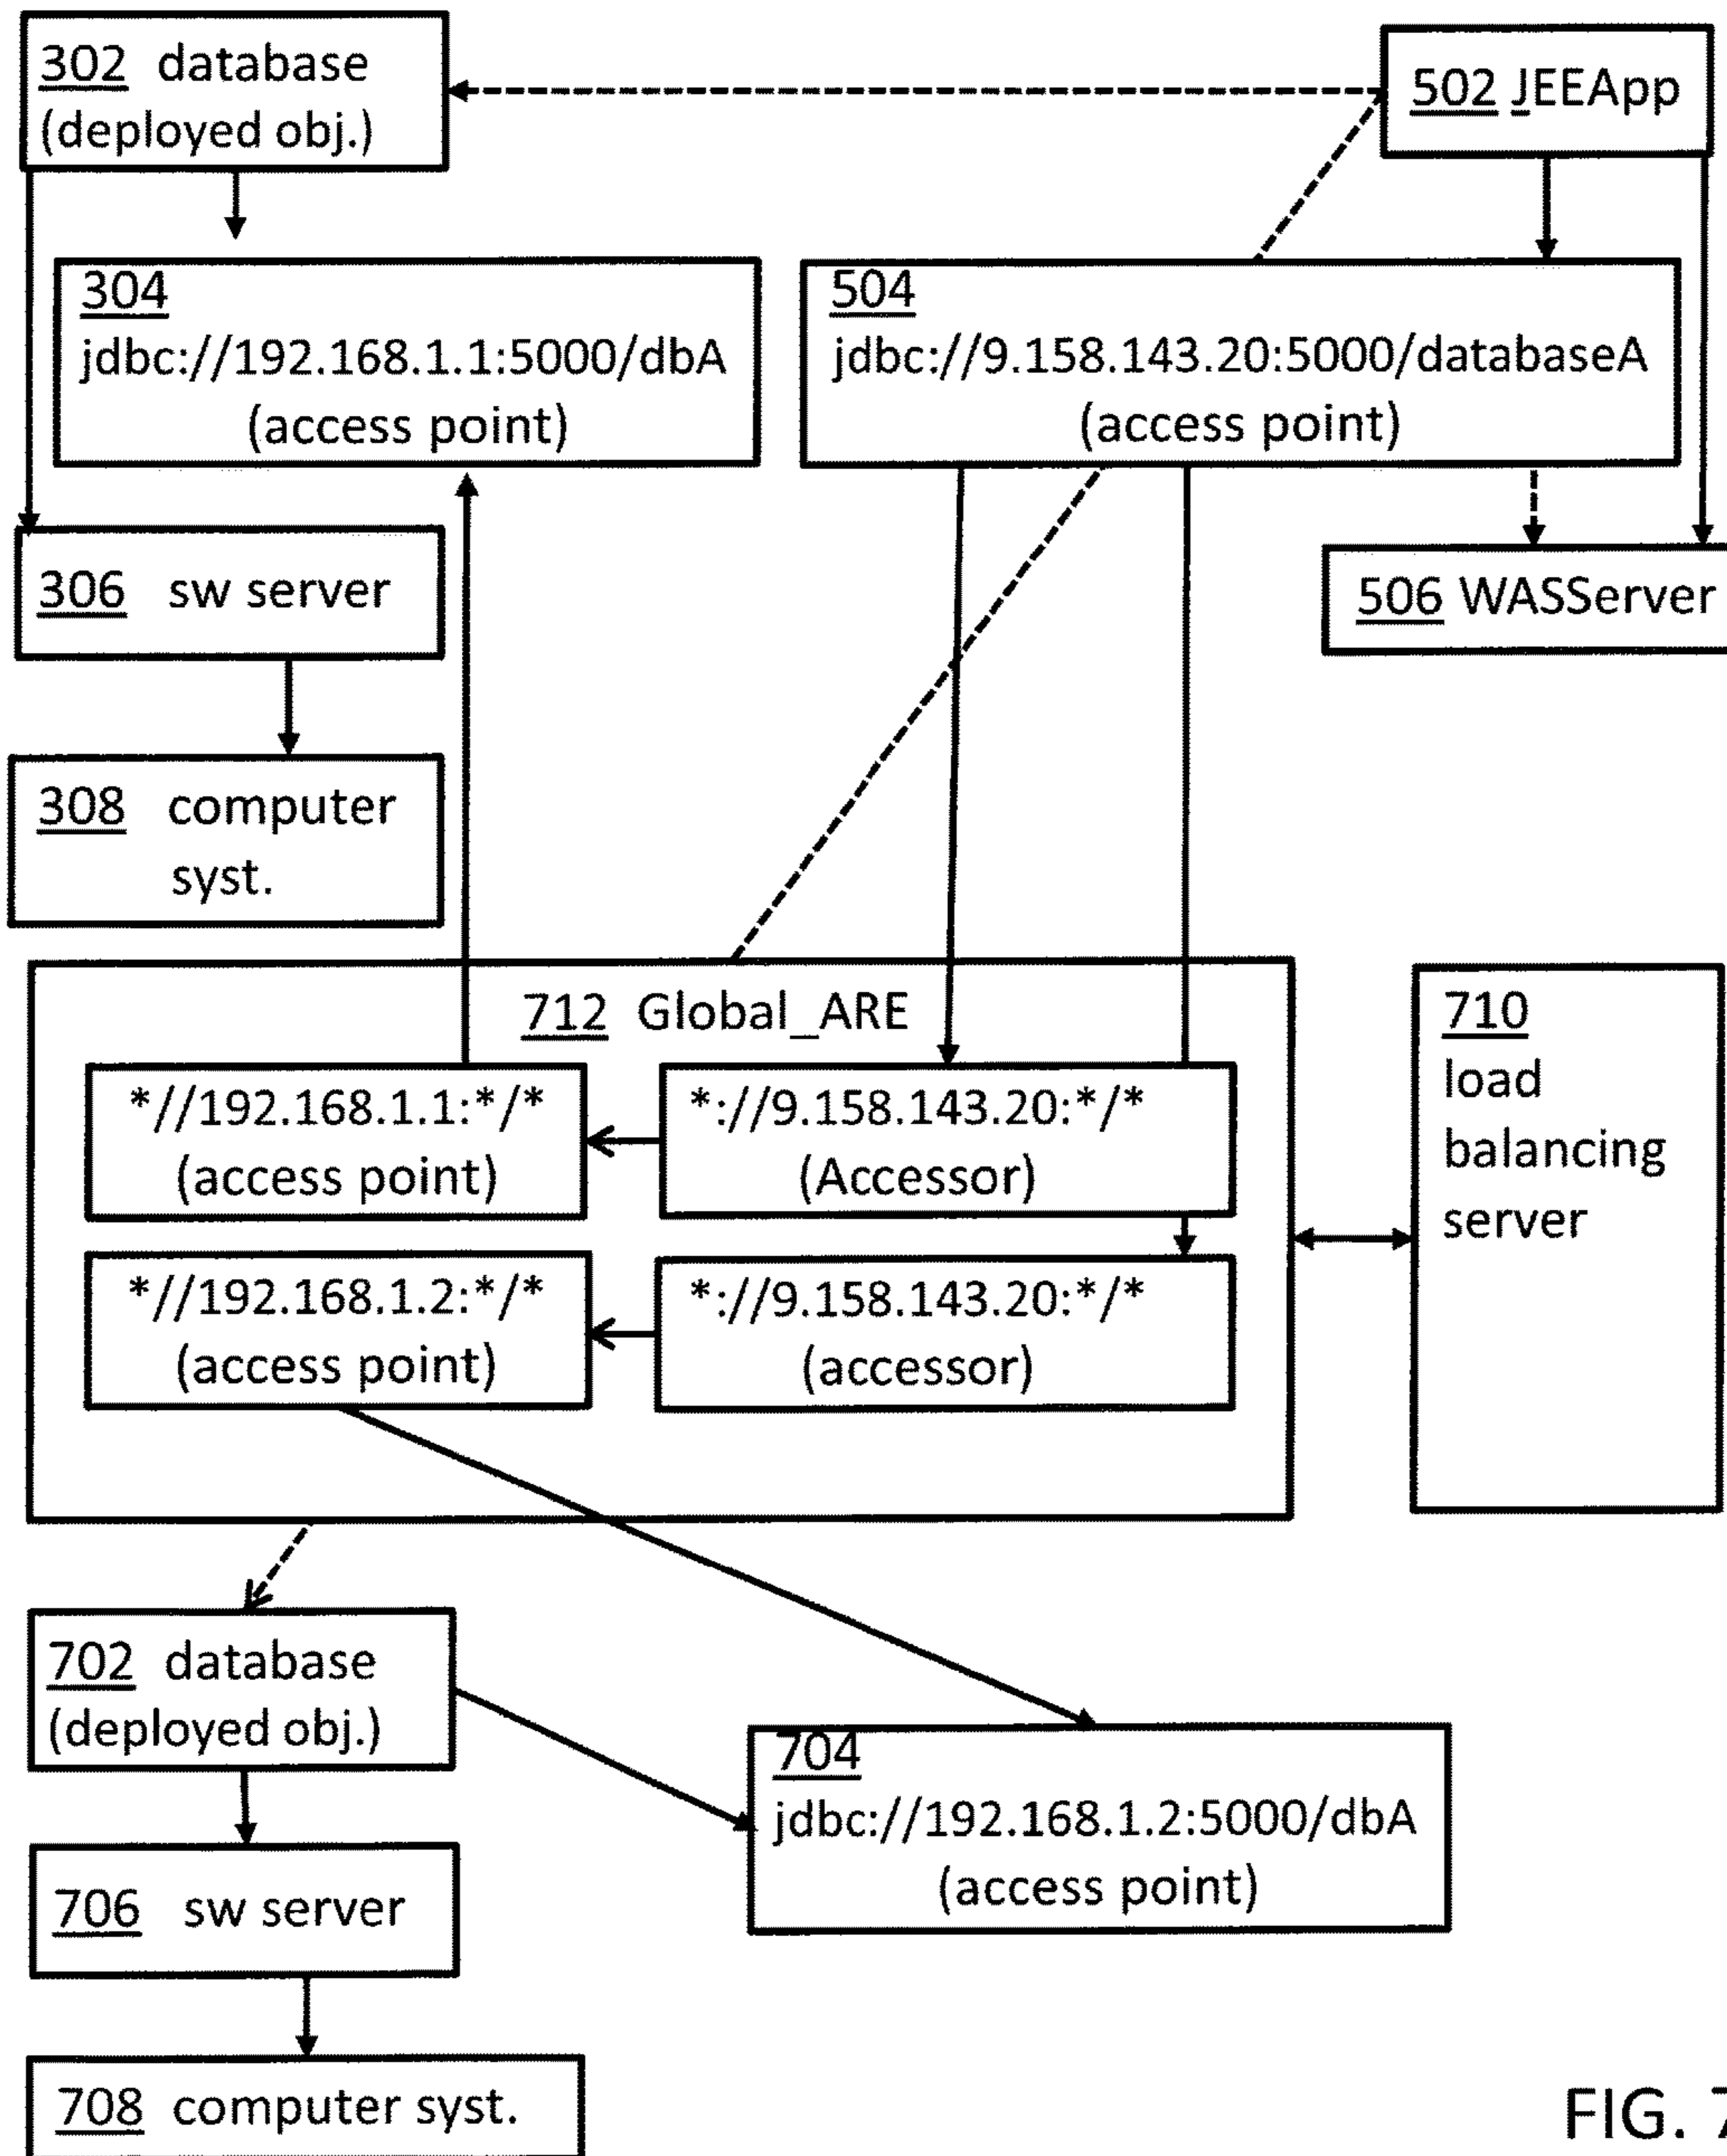 302 database
(deployed obj.)
502 JEEApp
304
jdbc://192.168.1.1:5000/dbA
(access point)
504
jdbc://9.158.143.20:5000/databaseA
(access point)
306 sw server
506 WASServer
308 computer
syst.
712 Global_ARE
*//192.168.1.1:*/*
(access point)
*://9.158.143.20:*/*
(Accessor)
*//192.168.1.2:*/*
(access point)
*://9.158.143.20:*/*
(accessor)
710
load
balancing
server
702 database
(deployed obj.)
704
jdbc://192.168.1.2:5000/dbA
(access point)
706 sw server
708 computer syst.
FIG. 7